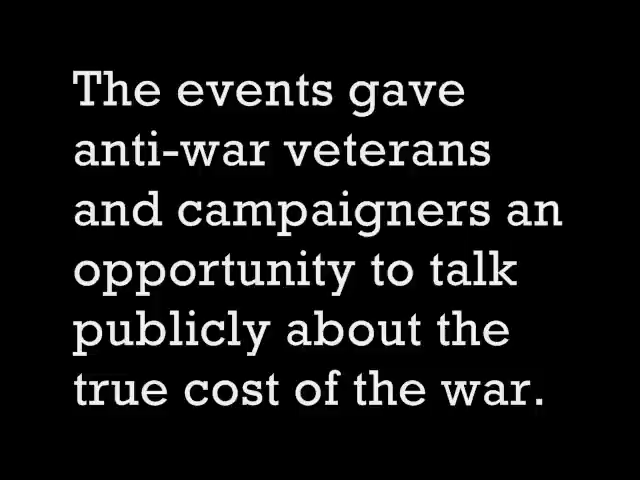 The events gave
anti-war veterans
and campaigners an
opportunity to talk
publicly about the
true cost of the war.